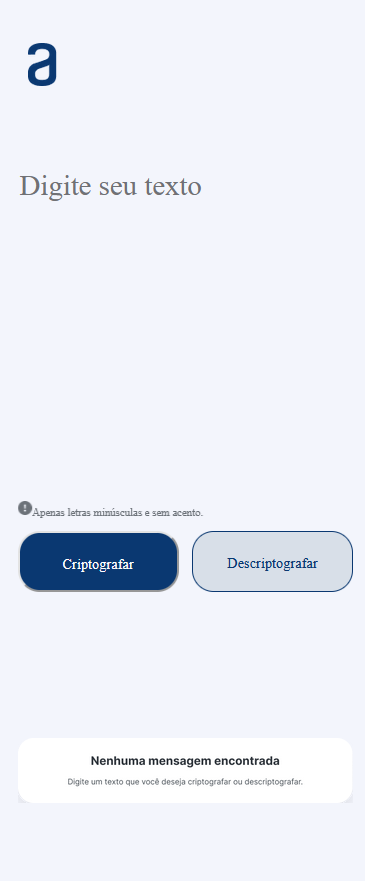 a
Digite seu texto
Apenas letras minúsculas e sem acento.
Criptografar
Descriptografar
Nenhuma mensagem encontrada
Digite um texto que você deseja criptografar ou descriptografar.